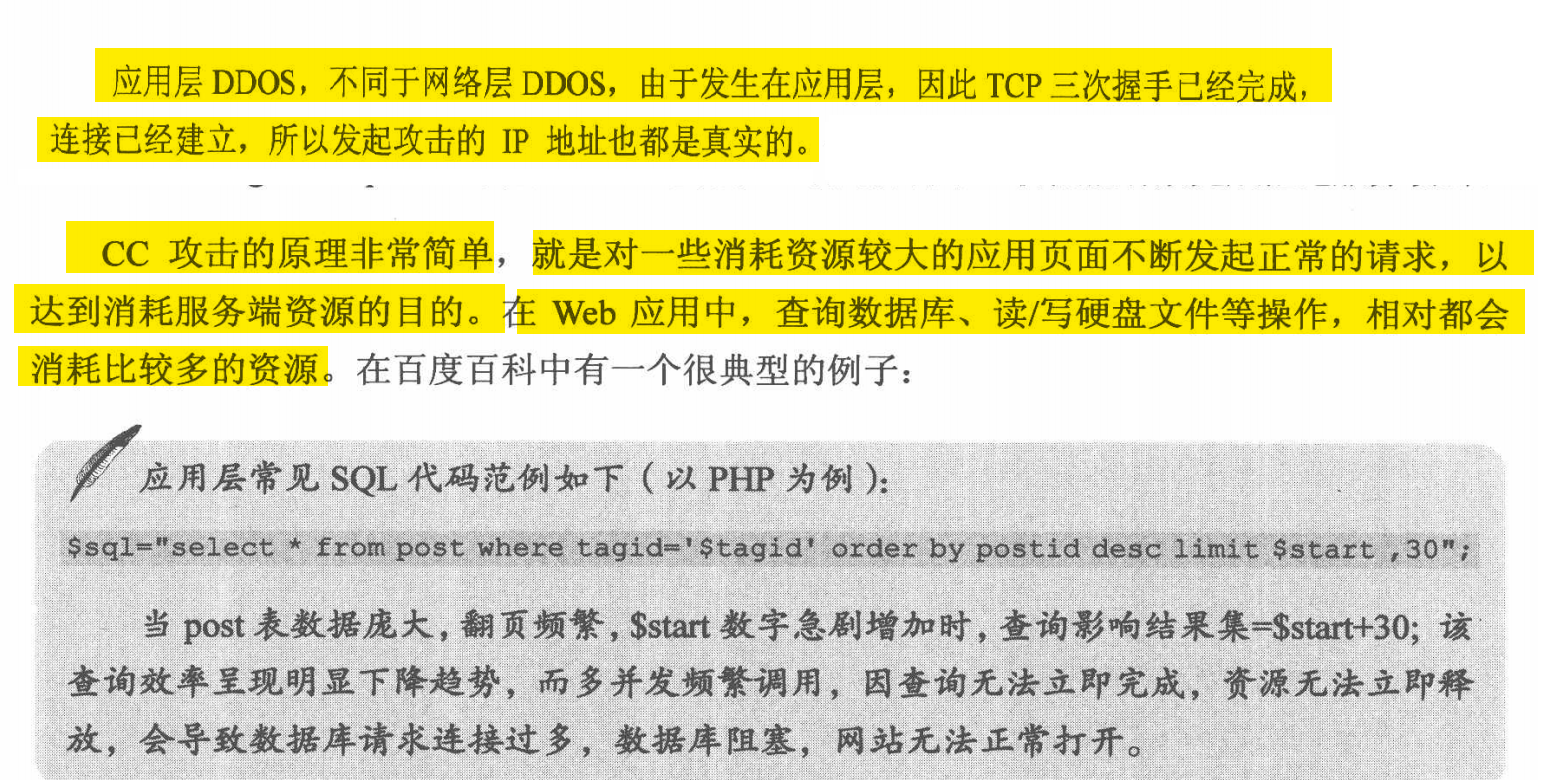 应用层 DDOS，不同于网络层 DDOS，由于发生在应用层，因此 TCP 三次握手已经完成，
连接已经建立，所以发起攻击的 IP 地址也都是真实的。
CC 攻击的原理非常简单，就是对一些消耗资源较大的应用页面不断发起正常的请求，以
达到消耗服务端资源的目的。在 Web 应用中，查询数据库、读/写硬盘文件等操作，相对都会
消耗比较多的资源。在百度百科中有一个很典型的例子：
应用层常见 SQL 代码范例如下（以 PHP 为例）：
$sql="select * from post where tagid='$tagid' order by postid desc limit $start ,30";
当 post 表数据庞大，翻页频繁，$start 数字急剧增加时，查询影响结果集=$start+30；该
查询效率呈现明显下降趋势，而多并发频繁调用，因查询无法立即完成，资源无法立即释
放，会导致数据库请求连接过多，数据库阻塞，网站无法正常打开。